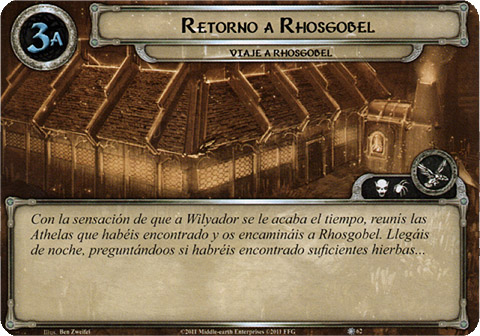 3A
Retorno a Rhosgobel
Viaje a Rhosgobel
Con la sensación de que a Wilyador se le acaba el tiempo, reunís las
Athelas que habéis encontrado y os encamináis a Rhosgobel. Llegáis
de noche, preguntándoos si habréis encontrado suficientes hierbas...
Illus. Ben Zweifel
©2011 Middle-earth Enterprises ©2011 FFG
62